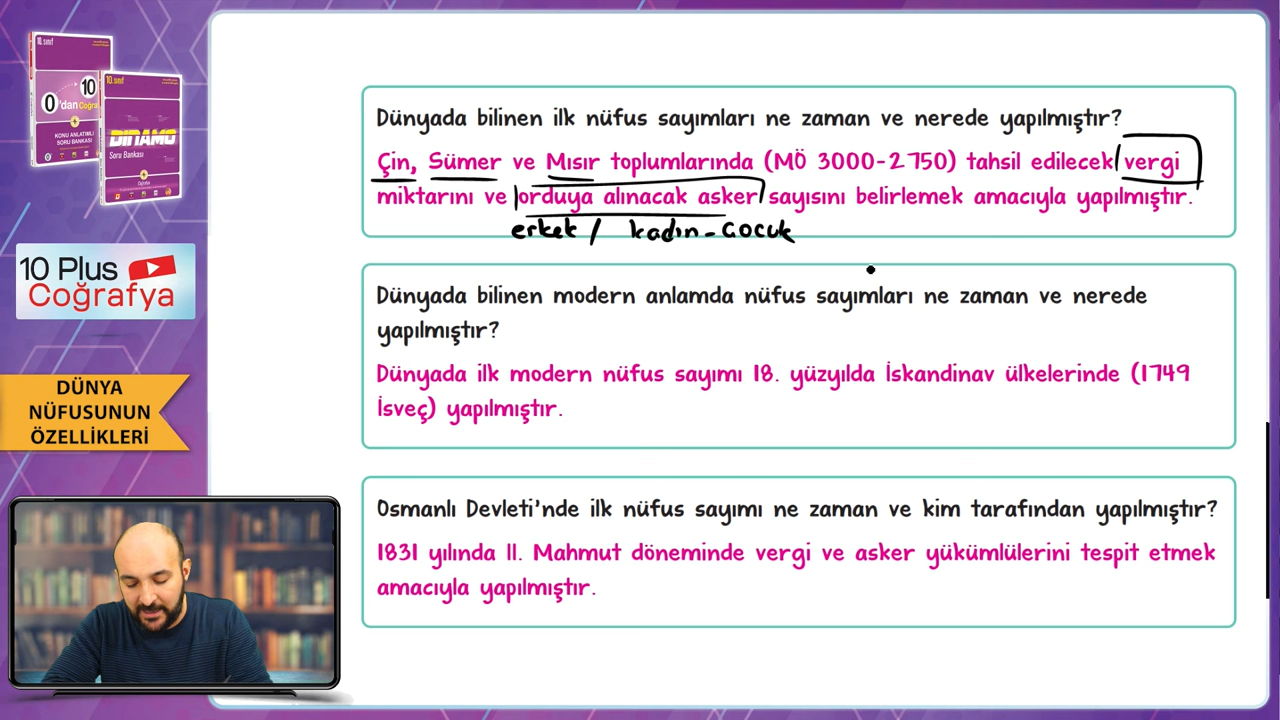 10. Sınıf
0'dan 10
Coğrafya
KONU ANLATIMLI
SORU BANKASI
10. Sınıf
DİNAMO
Soru Bankası
10 Plus
Coğrafya
DÜNYA
NÜFUSUNUN
ÖZELLİKLERİ
Dünyada bilinen ilk nüfus sayımları ne zaman ve nerede yapılmıştır?
Çin, Sümer ve Mısır toplumlarında (MÖ 3000-2750) tahsil edilecek vergi
miktarını ve orduya alınacak asker sayısını belirlemek amacıyla yapılmıştır.
erkek / kadın - çocuk
Dünyada bilinen modern anlamda nüfus sayımları ne zaman ve nerede
yapılmıştır?
Dünyada ilk modern nüfus sayımı 18. yüzyılda İskandinav ülkelerinde (1749
İsveç) yapılmıştır.
Osmanlı Devleti'nde ilk nüfus sayımı ne zaman ve kim tarafından yapılmıştır?
1831 yılında II. Mahmut döneminde vergi ve asker yükümlülerini tespit etmek
amacıyla yapılmıştır.